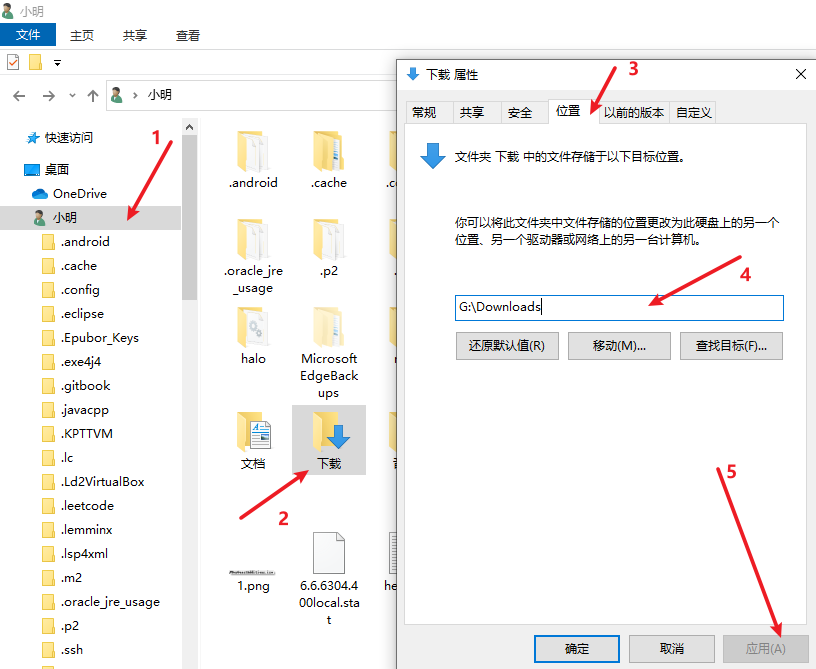 小明
文件
主页
共享
查看
小明
快速访问
桌面
OneDrive
小明
.android
.cache
.config
.eclipse
.Epubor_Keys
.exe4j4
.gitbook
.javacpp
.KPTTVM
.lc
.Ld2VirtualBox
.leetcode
.lemminx
.lsp4xml
.m2
.oracle_jre_usage
.p2
.ssh
1
.android
.cache
.oracle_jre
_usage
.p2
halo
Microsoft
EdgeBack
ups
文档
下载
2
1.png
6.6.6304.4
00local.sta
t
he
下载 属性
3
常规
共享
安全
位置
以前的版本
自定义
文件夹 下载 中的文件存储于以下目标位置。
你可以将此文件夹中文件存储的位置更改为此硬盘上的另一个
位置、另一个驱动器或网络上的另一台计算机。
4
G:\Downloads
还原默认值(R)
移动(M)...
查找目标(F)...
5
确定
取消
应用(A)